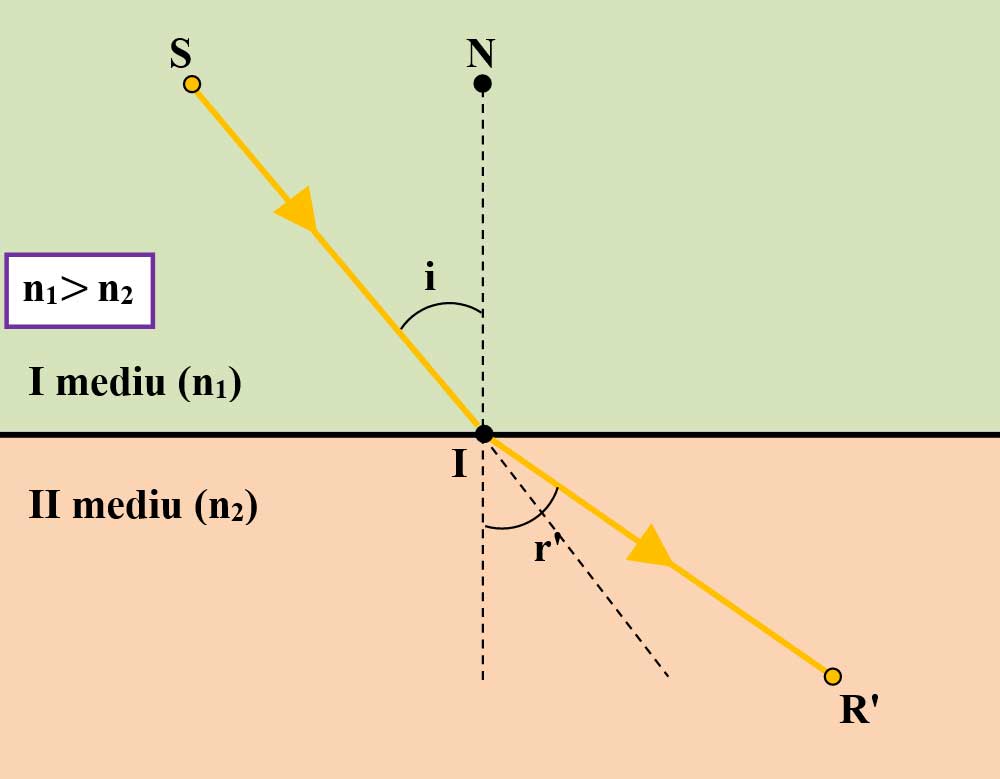 S
N
i
n₁> n₂
I mediu (n₁)
I
II mediu (n₂)
r'
R'